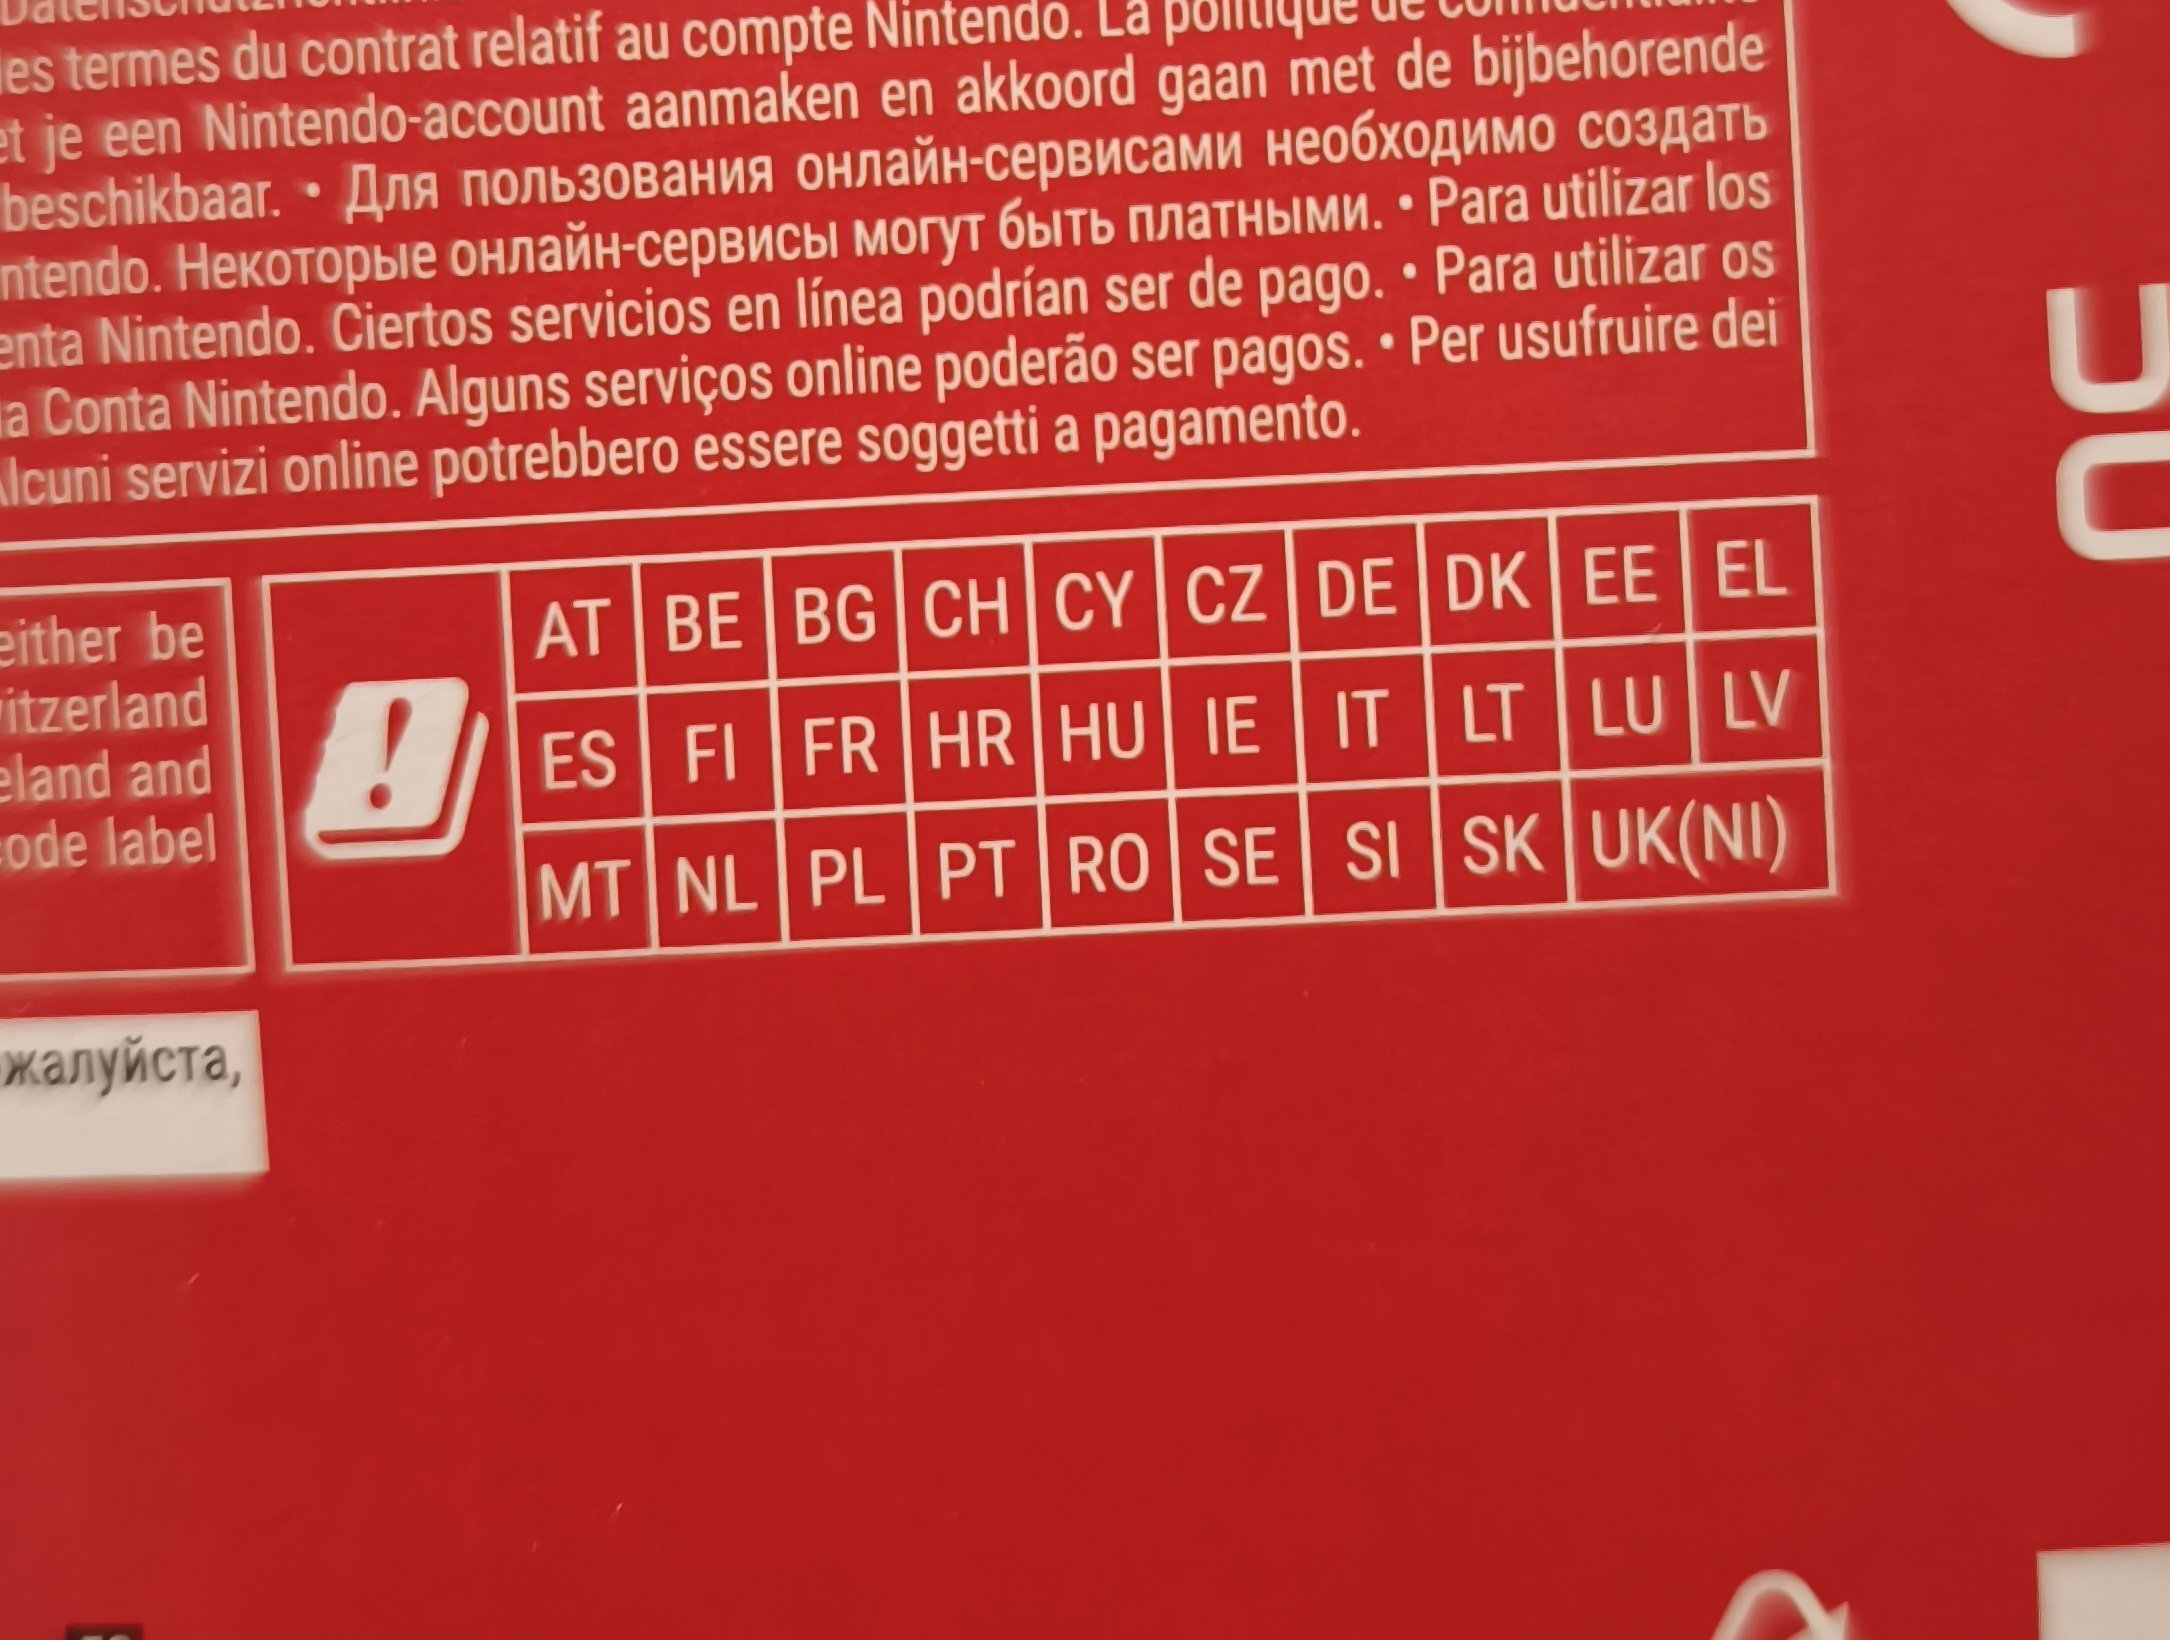 les termes du contrat relatif au compte Nintendo. La politique de
et je een Nintendo-account aanmaken en akkoord gaan met de bijbehorende
beschikbaar. • Для пользования онлайн-сервисами необходимо создать
ntendo. Некоторые онлайн-сервисы могут быть платными. • Para utilizar los
enta Nintendo. Ciertos servicios en línea podrían ser de pago. • Para utilizar os
a Conta Nintendo. Alguns serviços online poderão ser pagos. • Per usufruire dei
Alcuni servizi online potrebbero essere soggetti a pagamento.
either be
witzerland
eland and
code label
! AT BE BG CH CY CZ DE DK EE EL
ES FI FR HR HU IE IT LT LU LV
MT NL PL PT RO SE SI SK UK(NI)
жалуйста,